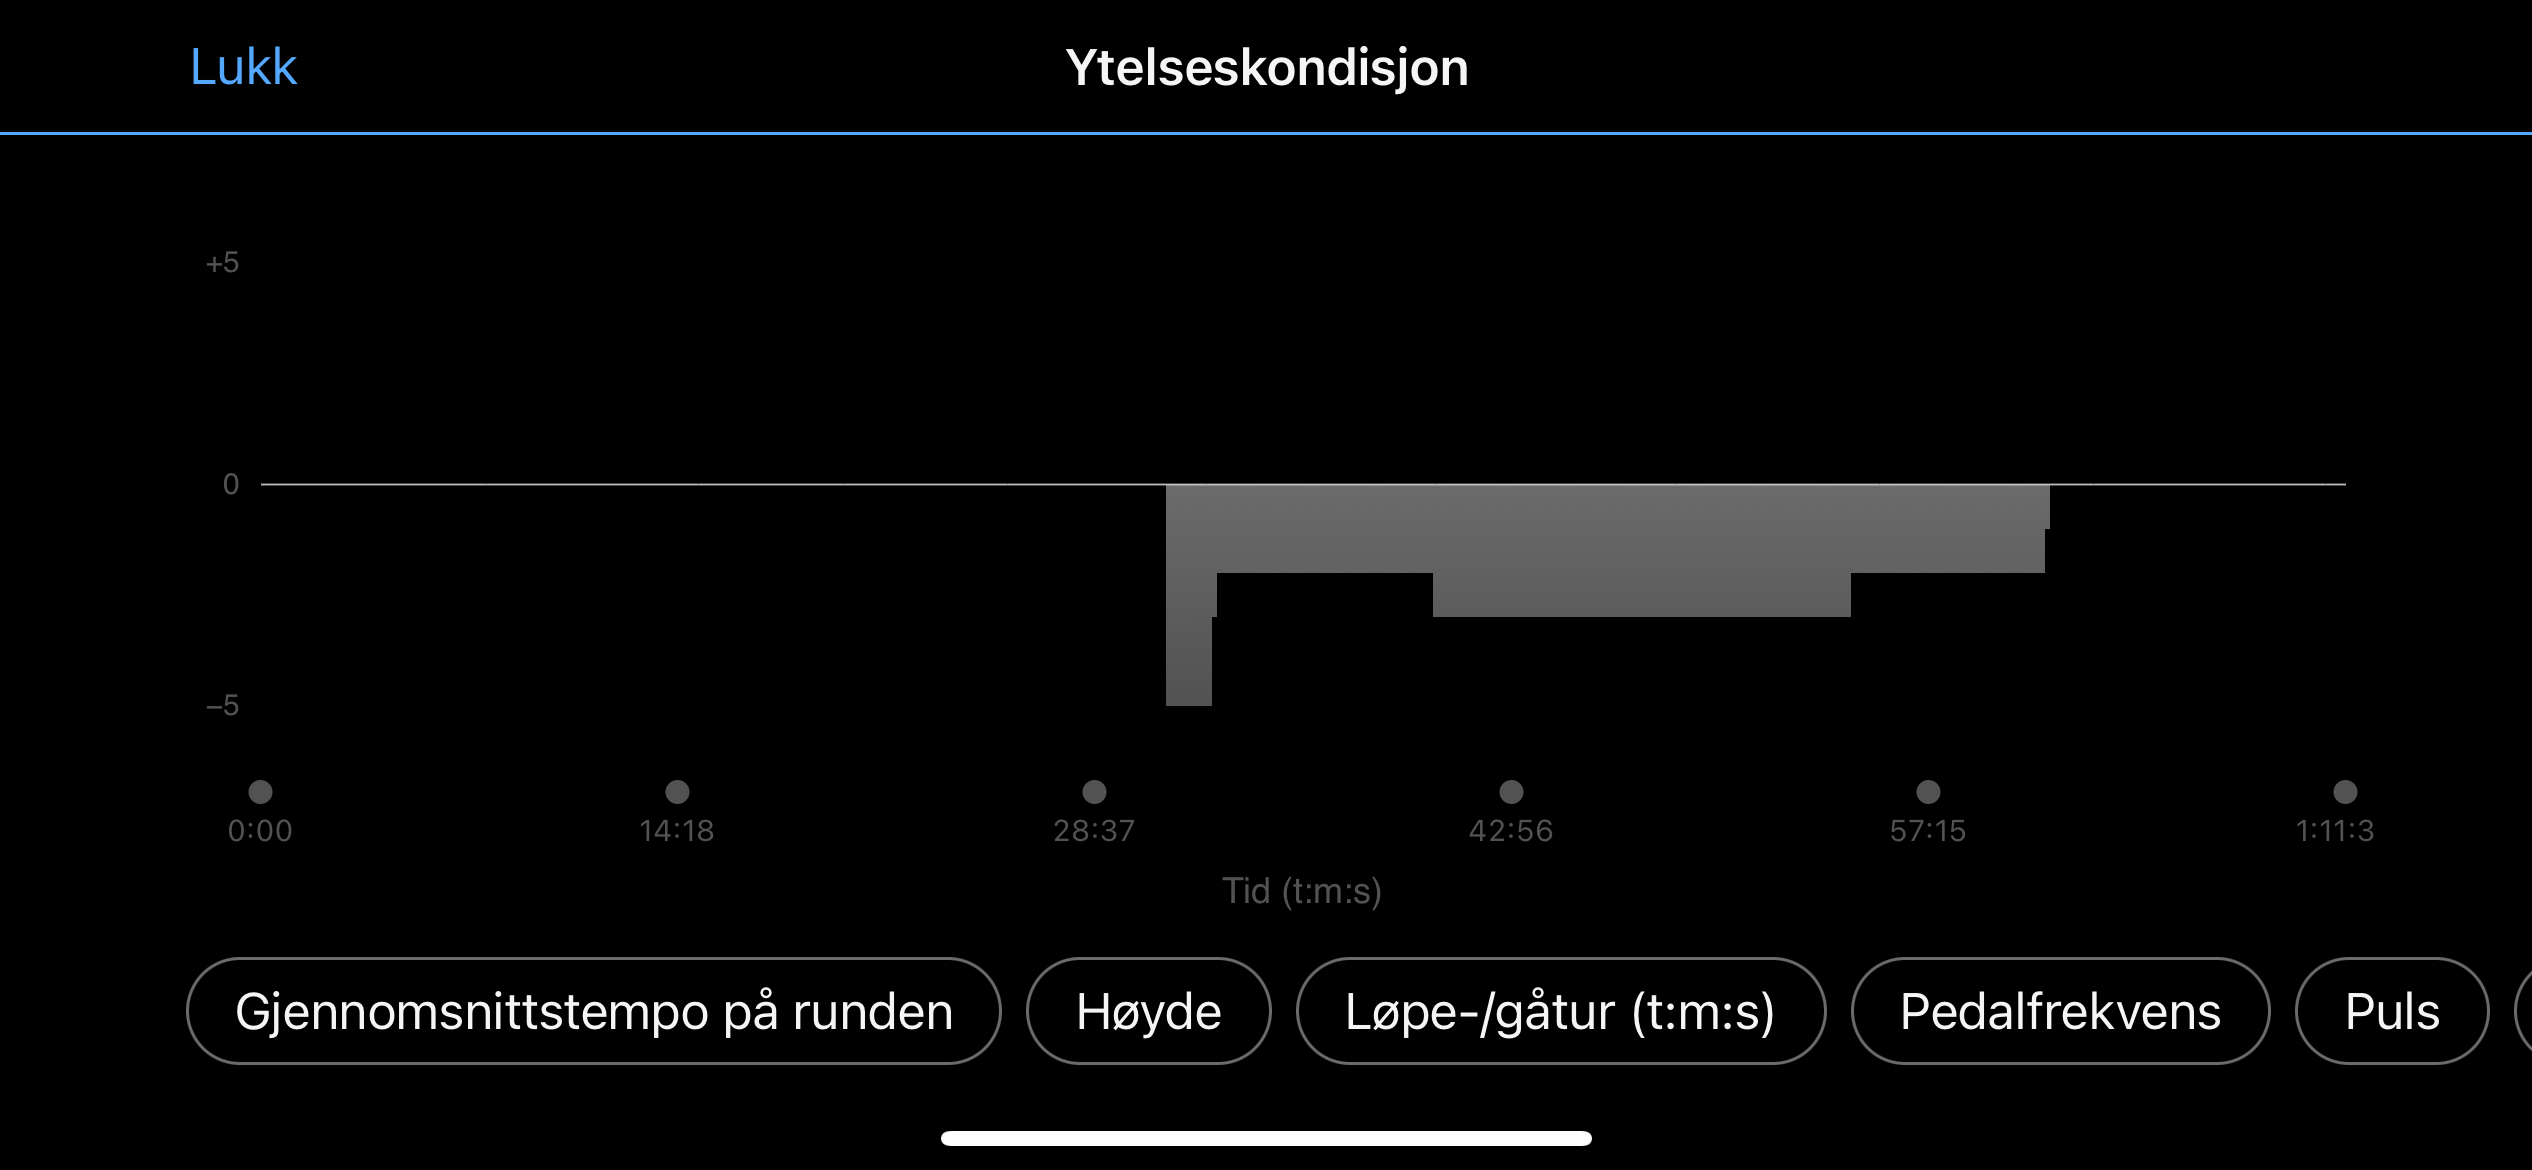 Lukk
Ytelseskondisjon
+5
0
–5
0:00 14:18 28:37 42:56 57:15 1:11:3
Tid (t:m:s)
Gjennomsnittstempo på runden Høyde Løpe-/gåtur (t:m:s) Pedalfrekvens Puls